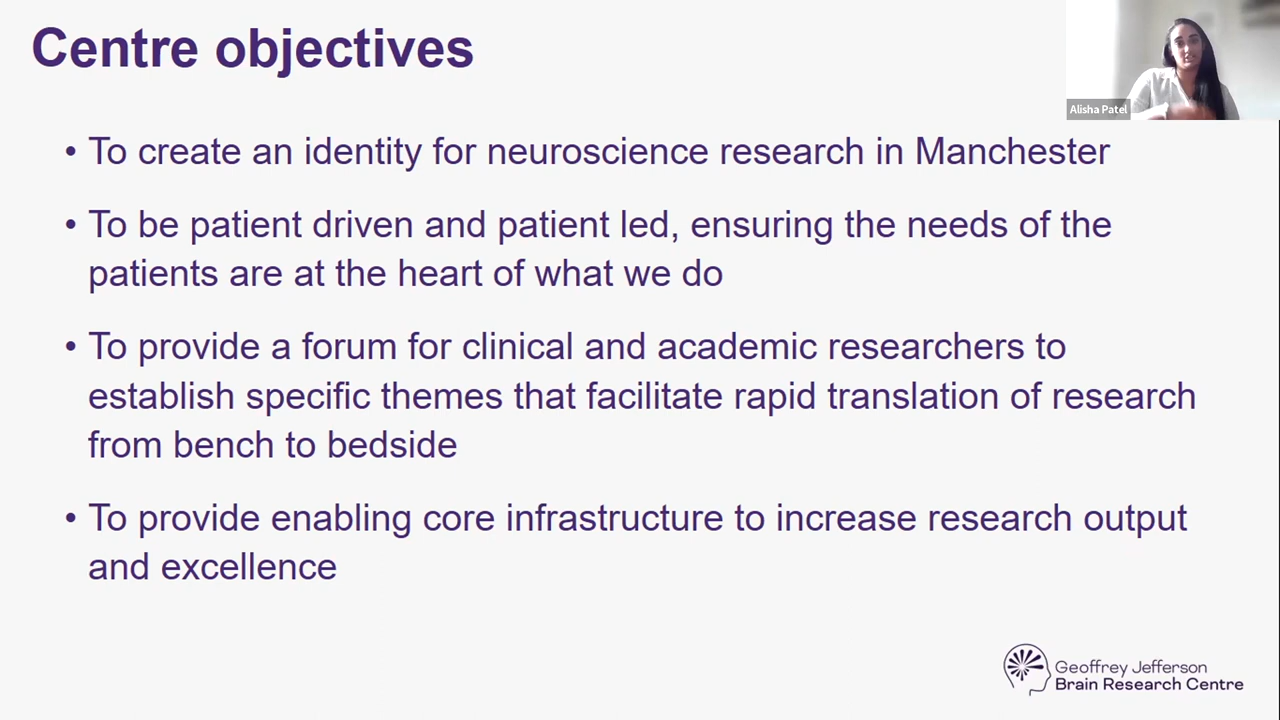 Centre objectives
Alisha Patel
• To create an identity for neuroscience research in Manchester
• To be patient driven and patient led, ensuring the needs of the
patients are at the heart of what we do
• To provide a forum for clinical and academic researchers to
establish specific themes that facilitate rapid translation of research
from bench to bedside
• To provide enabling core infrastructure to increase research output
and excellence
Geoffrey Jefferson
Brain Research Centre